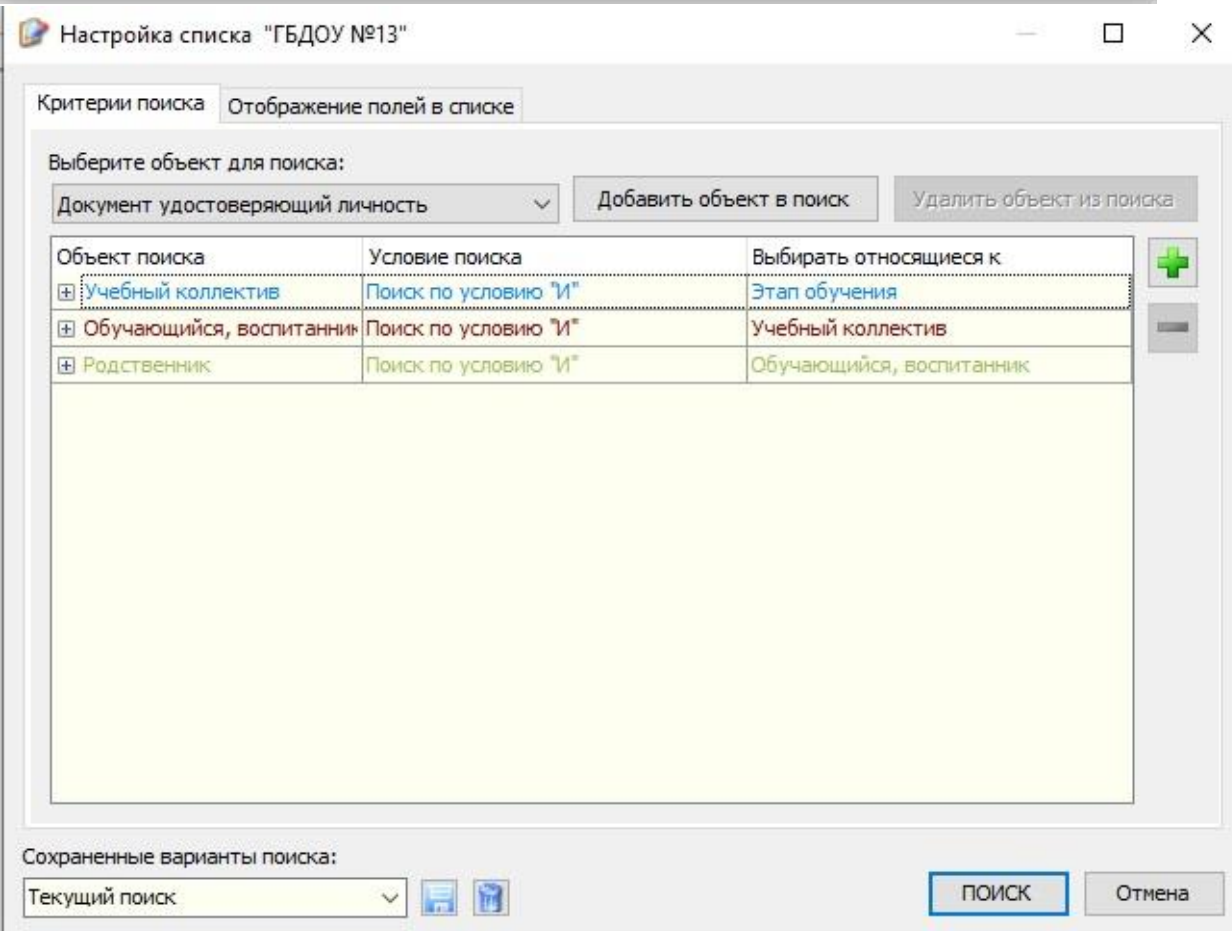 Настройка списка "ГБДОУ №13"
Критерии поиска Отображение полей в списке
Выберите объект для поиска:
Документ удостоверяющий личность Добавить объект в поиск Удалить объект из поиска
Объект поиска Условие поиска Выбирать относящиеся к
Учебный коллектив Поиск по условию "И" Этап обучения
Обучающийся, воспитанник Поиск по условию "И" Учебный коллектив
Родственник Поиск по условию "И" Обучающийся, воспитанник
Сохраненные варианты поиска:
Текущий поиск ПОИСК Отмена